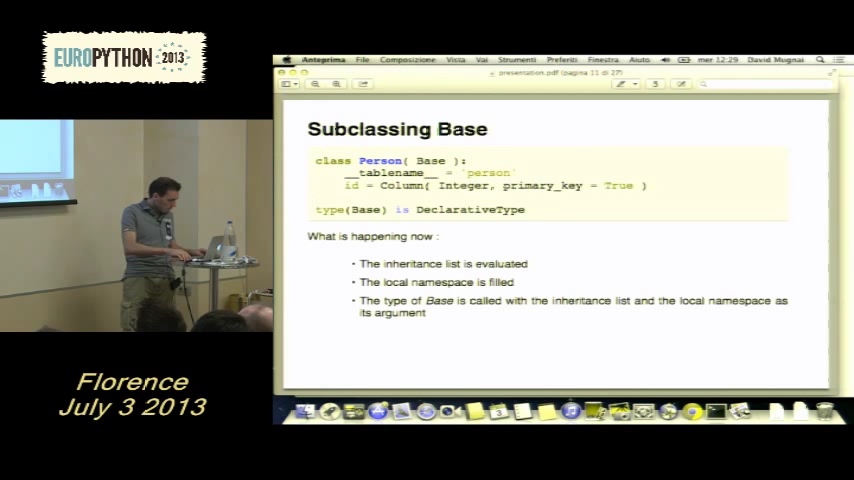 EUROPYTHON 2013
Anteprima File Composizione Vista Vai Strumenti Preferiti Finestra Aiuto mer 12:29 David Mugnai
presentation.pdf (pagina 11 di 27)
Subclassing Base
class Person( Base ):
__tablename__ = 'person'
id = Column( Integer, primary_key = True )
type(Base) is DeclarativeType
What is happening now :
• The inheritance list is evaluated
• The local namespace is filled
• The type of Base is called with the inheritance list and the local namespace as
its argument
Florence
July 3 2013